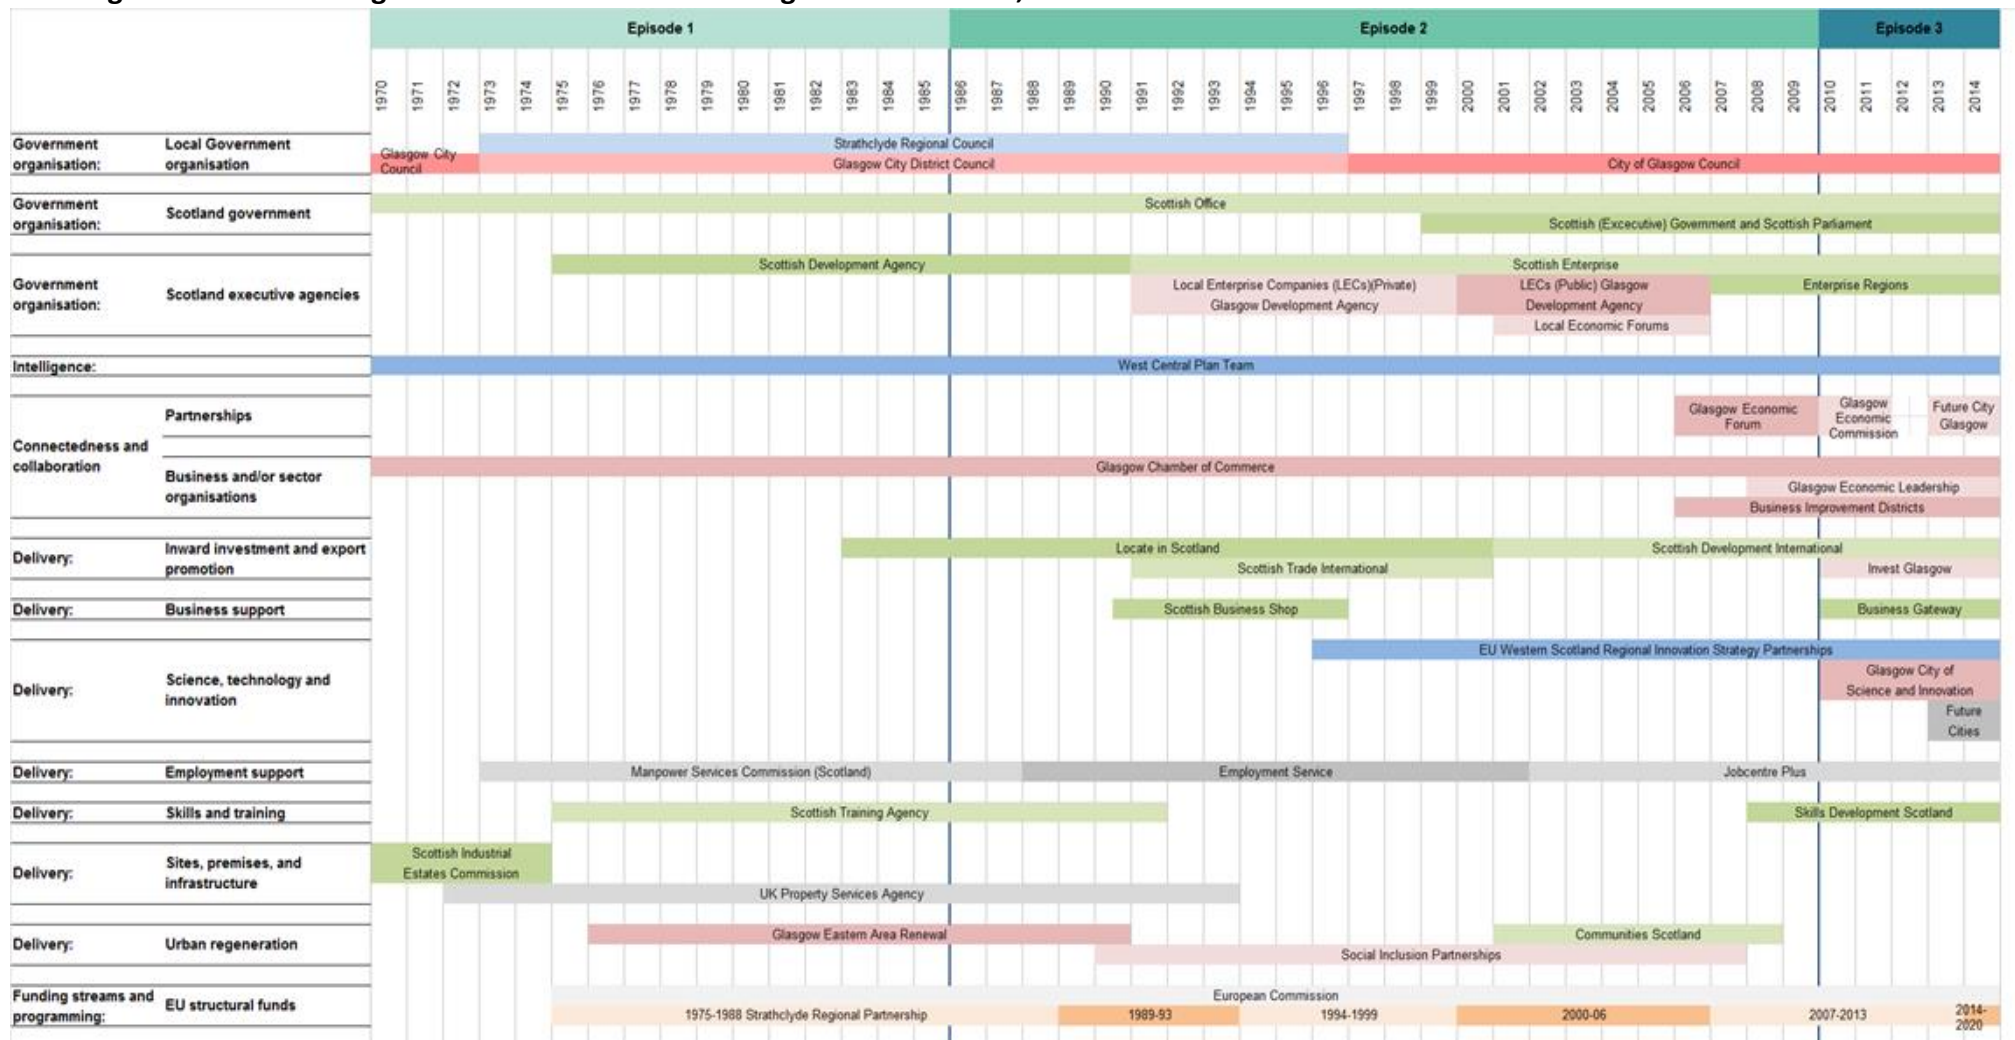 Episode 1
Episode 2
Episode 3
1970 1971 1972 1973 1974 1975 1976 1977 1978 1979 1980 1981 1982 1983 1984 1985 1986 1987 1988 1989 1990 1991 1992 1993 1994 1995 1996 1997 1998 1999 2000 2001 2002 2003 2004 2005 2006 2007 2008 2009 2010 2011 2012 2013 2014
Government
organisation:
Local Government
organisation
Glasgow City
Council
Strathclyde Regional Council
Glasgow City District Council
City of Glasgow Council
Government
organisation:
Scotland government
Scottish Office
Scottish (Excecutive) Government and Scottish Parliament
Government
organisation:
Scotland executive agencies
Scottish Development Agency
Scottish Enterprise
Local Enterprise Companies (LECs)(Private)
Glasgow Development Agency
LECs (Public) Glasgow
Development Agency
Enterprise Regions
Local Economic Forums
Intelligence:
West Central Plan Team
Connectedness and
collaboration
Partnerships
Glasgow Economic
Forum
Glasgow
Economic
Commission
Future City
Glasgow
Business and/or sector
organisations
Glasgow Chamber of Commerce
Glasgow Economic Leadership
Business Improvement Districts
Delivery:
Inward investment and export
promotion
Locate in Scotland
Scottish Development International
Scottish Trade International
Invest Glasgow
Delivery:
Business support
Scottish Business Shop
Business Gateway
Delivery:
Science, technology and
innovation
EU Western Scotland Regional Innovation Strategy Partnerships
Glasgow City of
Science and Innovation
Future
Cities
Delivery:
Employment support
Manpower Services Commission (Scotland)
Employment Service
Jobcentre Plus
Delivery:
Skills and training
Scottish Training Agency
Skills Development Scotland
Delivery:
Sites, premises, and
infrastructure
Scottish Industrial
Estates Commission
UK Property Services Agency
Delivery:
Urban regeneration
Glasgow Eastern Area Renewal
Communities Scotland
Social Inclusion Partnerships
Funding streams and
programming:
EU structural funds
European Commission
1975-1988 Strathclyde Regional Partnership
1989-93
1994-1999
2000-06
2007-2013
2014-
2020